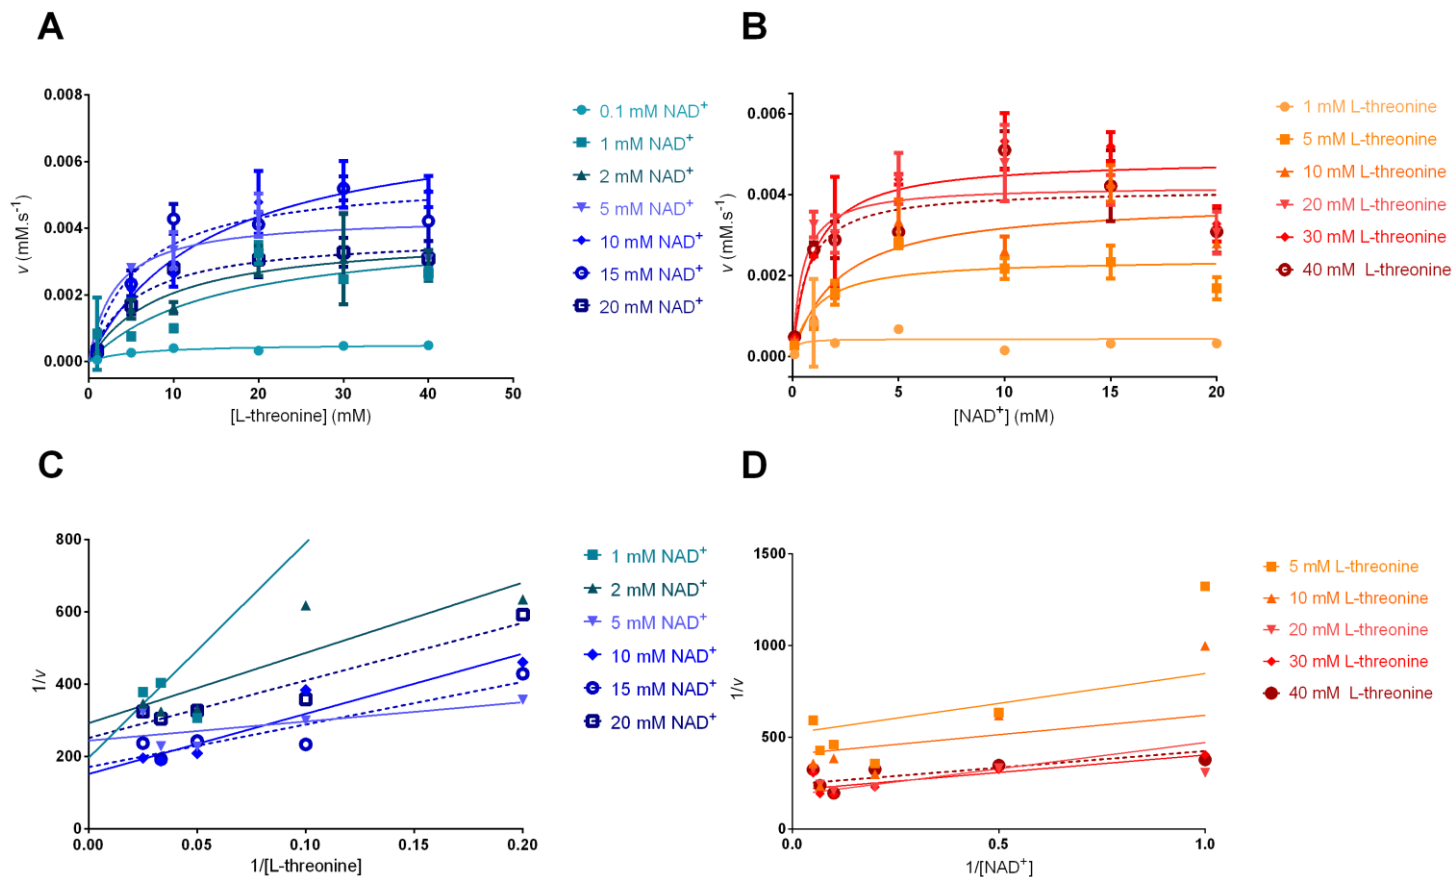 A
0.008
0.006
0.004
0.002
0.000
v (mM.s⁻¹)
0 10 20 30 40 50
[L-threonine] (mM)
0.1 mM NAD⁺
1 mM NAD⁺
2 mM NAD⁺
5 mM NAD⁺
10 mM NAD⁺
15 mM NAD⁺
20 mM NAD⁺
B
0.006
0.004
0.002
0.000
v (mM.s⁻¹)
0 5 10 15 20
[NAD⁺] (mM)
1 mM L-threonine
5 mM L-threonine
10 mM L-threonine
20 mM L-threonine
30 mM L-threonine
40 mM L-threonine
C
800
600
400
200
0
1/v
0.00 0.05 0.10 0.15 0.20
1/[L-threonine]
1 mM NAD⁺
2 mM NAD⁺
5 mM NAD⁺
10 mM NAD⁺
15 mM NAD⁺
20 mM NAD⁺
D
1500
1000
500
0
1/v
0.0 0.5 1.0
1/[NAD⁺]
5 mM L-threonine
10 mM L-threonine
20 mM L-threonine
30 mM L-threonine
40 mM L-threonine